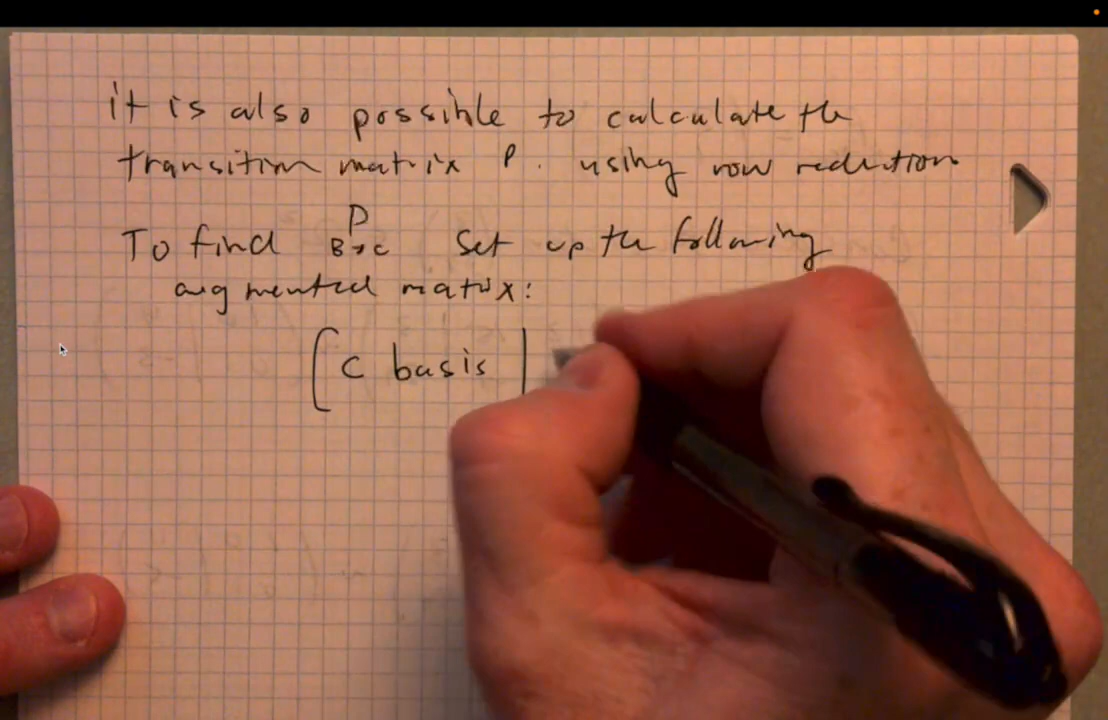 it is also possible to calculate the
transition matrix P. using row reduction
To find P B→C set up the following
augmented matrix:
[ C basis |